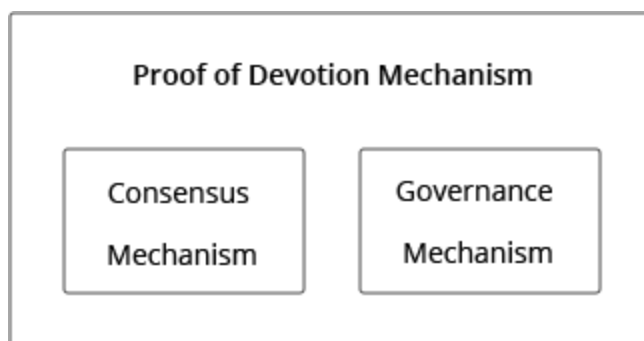 Proof of Devotion Mechanism
Consensus
Mechanism
Governance
Mechanism